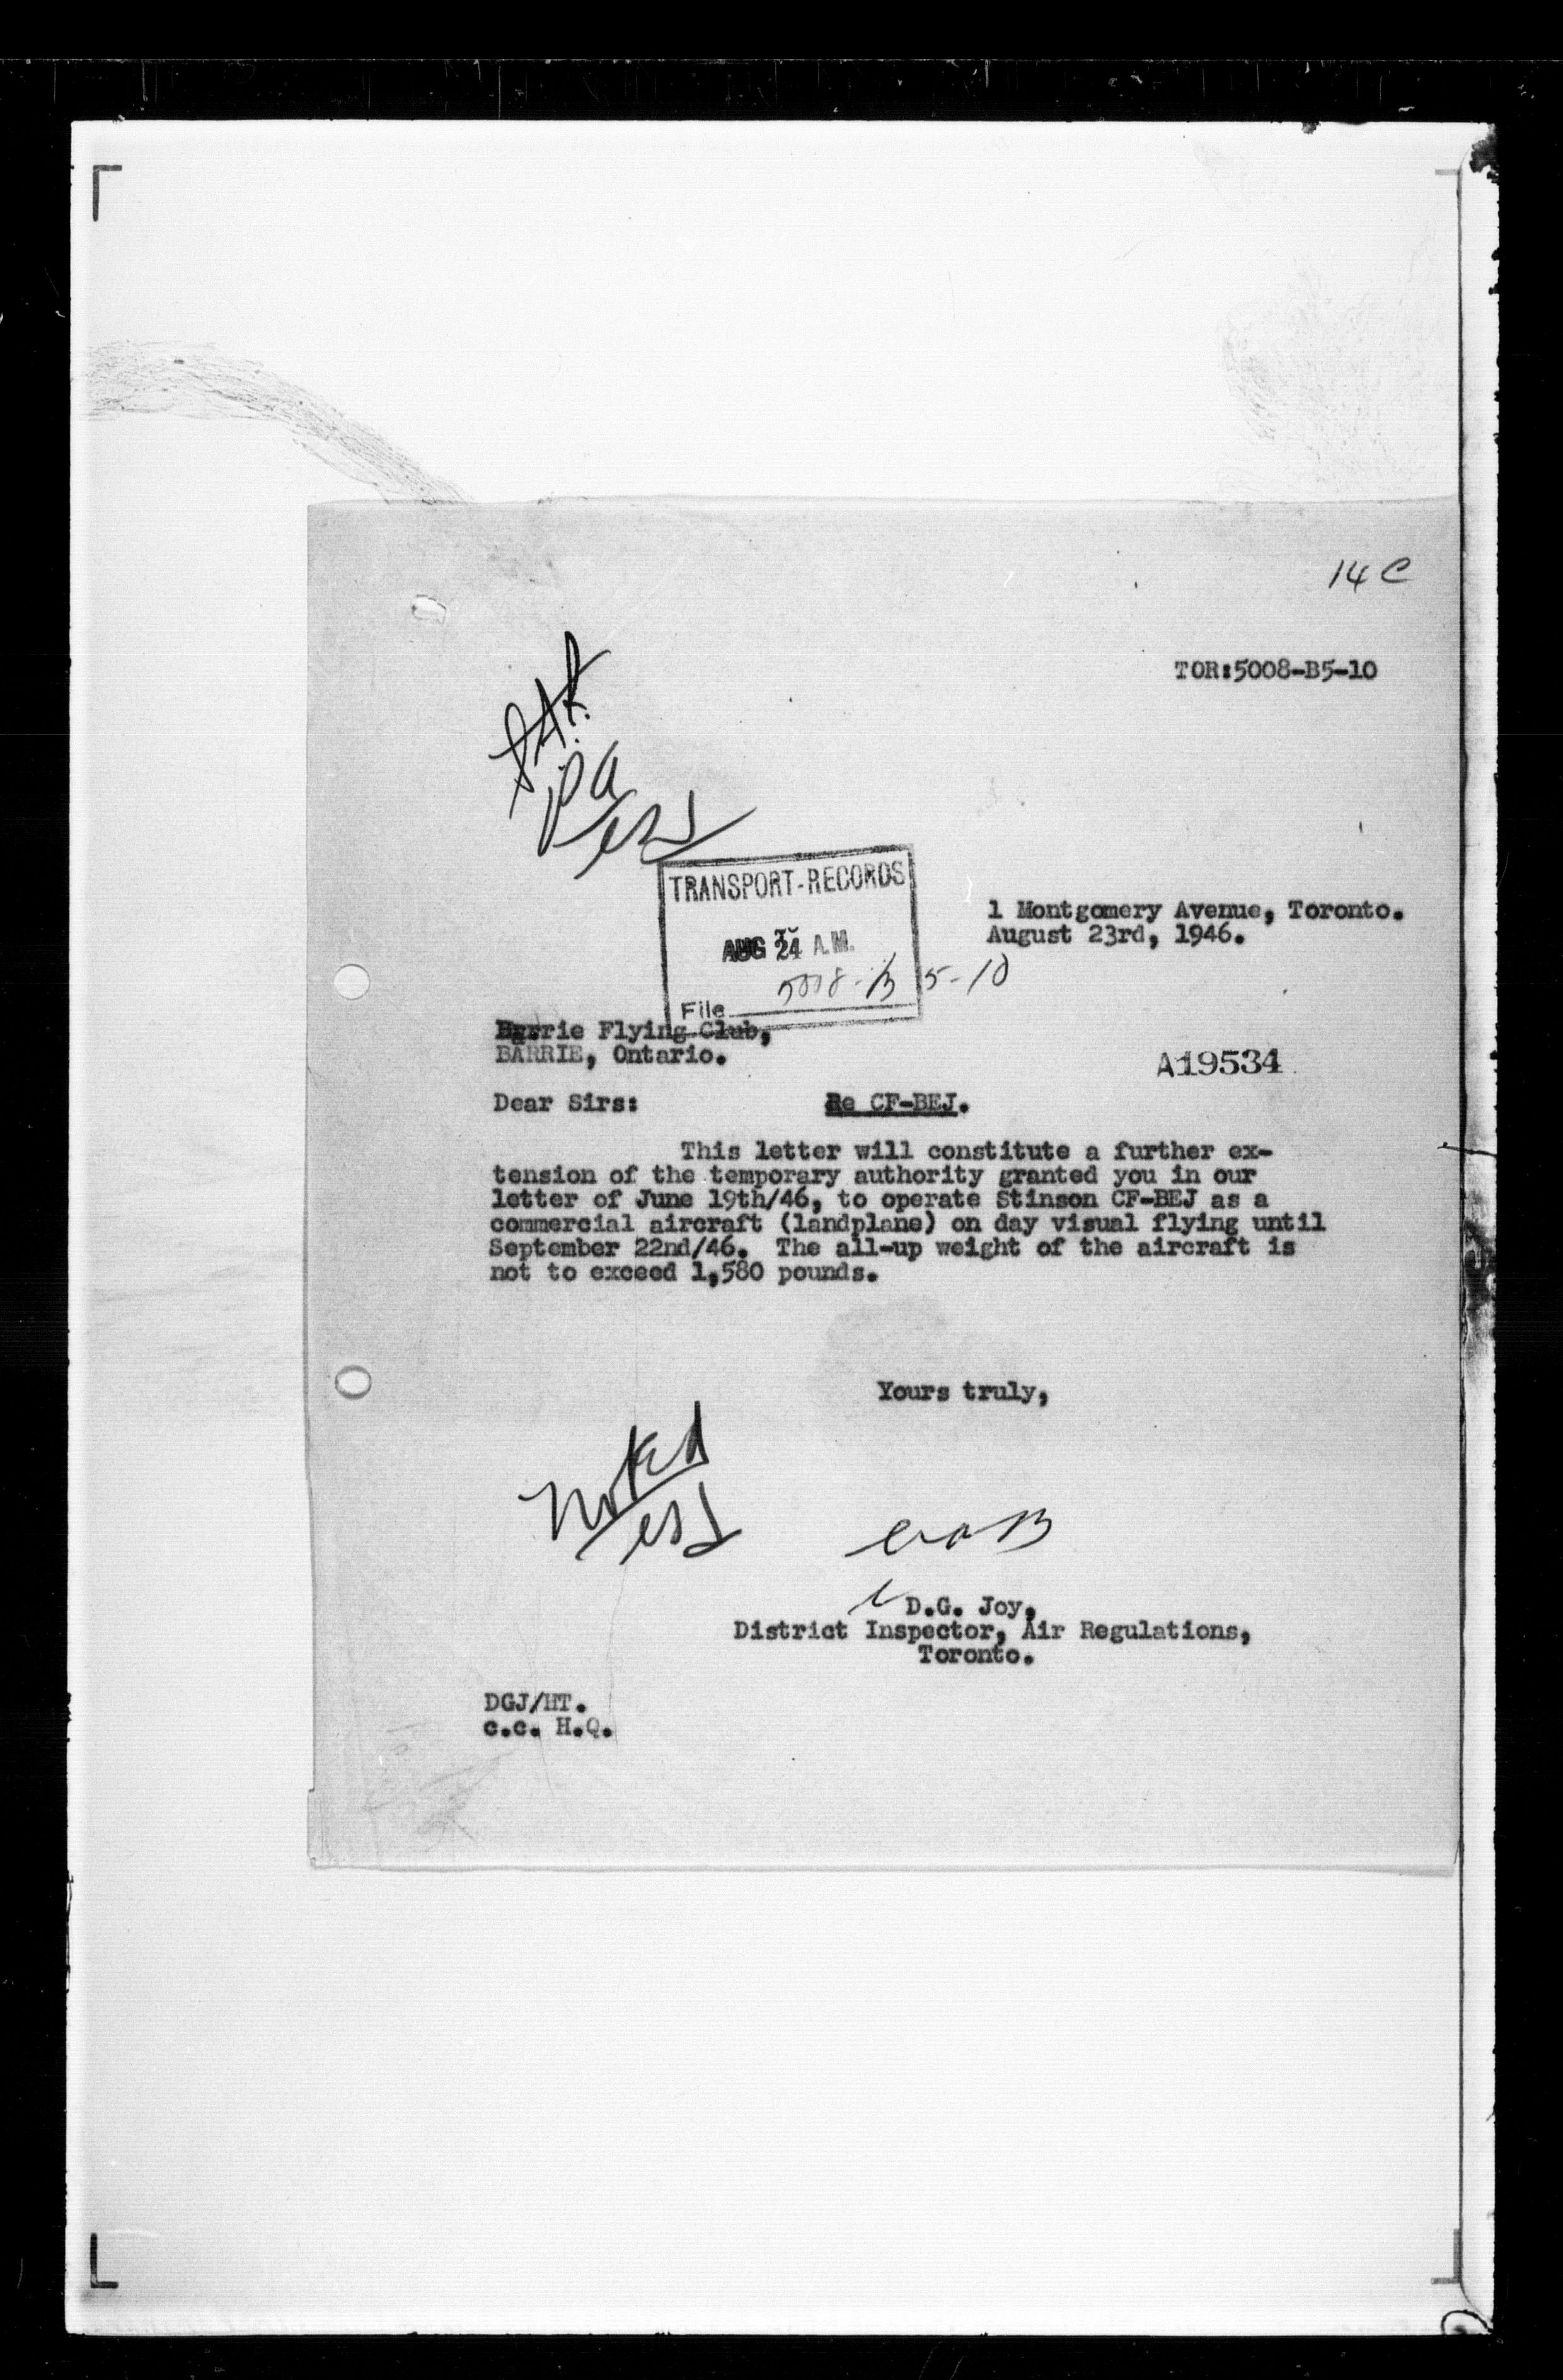 14 C
TOR:5008-B5-10
PA
TRANSPORT-RECORDS
AUG 24 A.M.
File 5008-B5-10
1 Montgomery Avenue, Toronto.
August 23rd, 1946.
Barrie Flying Club,
BARRIE, Ontario.
A19534
Dear Sirs: Re CF-BEJ.
This letter will constitute a further ex-
tension of the temporary authority granted you in our
letter of June 19th/46, to operate Stinson CF-BEJ as a
commercial aircraft (landplane) on day visual flying until
September 22nd/46. The all-up weight of the aircraft is
not to exceed 1,580 pounds.
Yours truly,
Noted
D.G. Joy,
District Inspector, Air Regulations,
Toronto.
DGJ/HT.
c.c. H.Q.